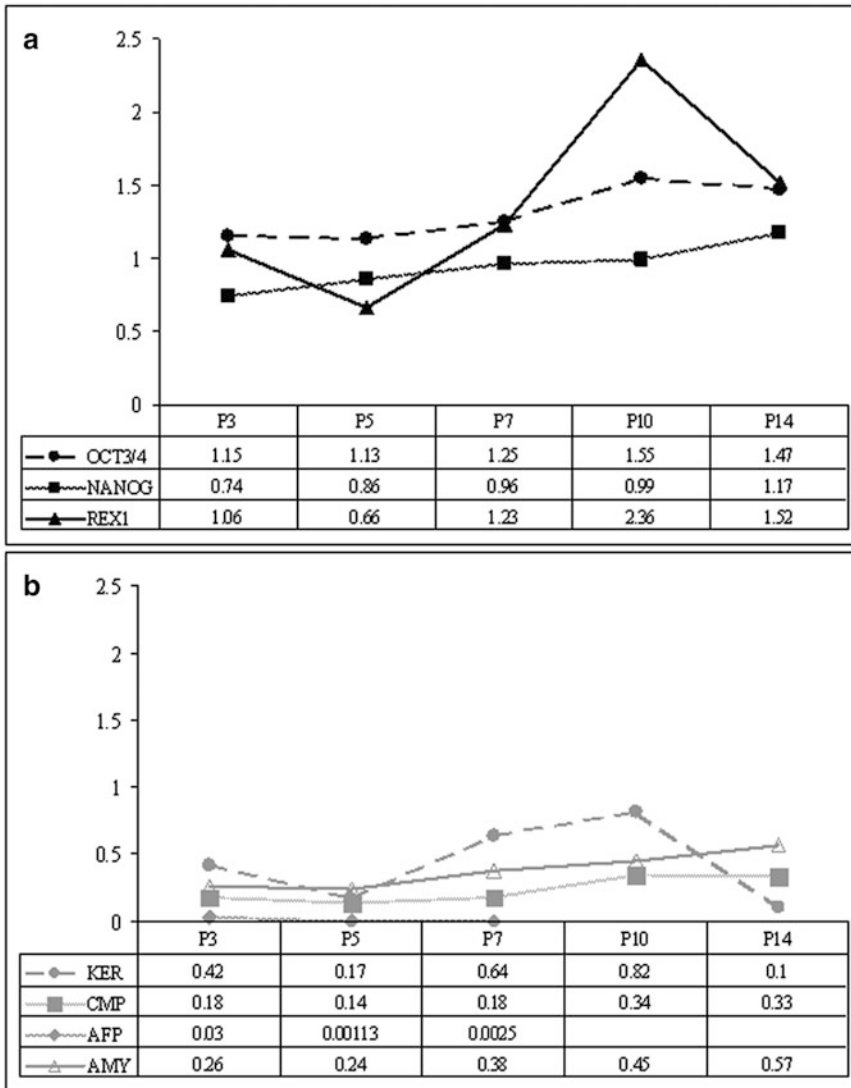 a
2.5
2
1.5
1
0.5
0
P3 P5 P7 P10 P14
OCT3/4 1.15 1.13 1.25 1.55 1.47
NANOG 0.74 0.86 0.96 0.99 1.17
REX1 1.06 0.66 1.23 2.36 1.52
b
2.5
2
1.5
1
0.5
0
P3 P5 P7 P10 P14
KER 0.42 0.17 0.64 0.82 0.1
CMP 0.18 0.14 0.18 0.34 0.33
AFP 0.03 0.00113 0.0025
AMY 0.26 0.24 0.38 0.45 0.57